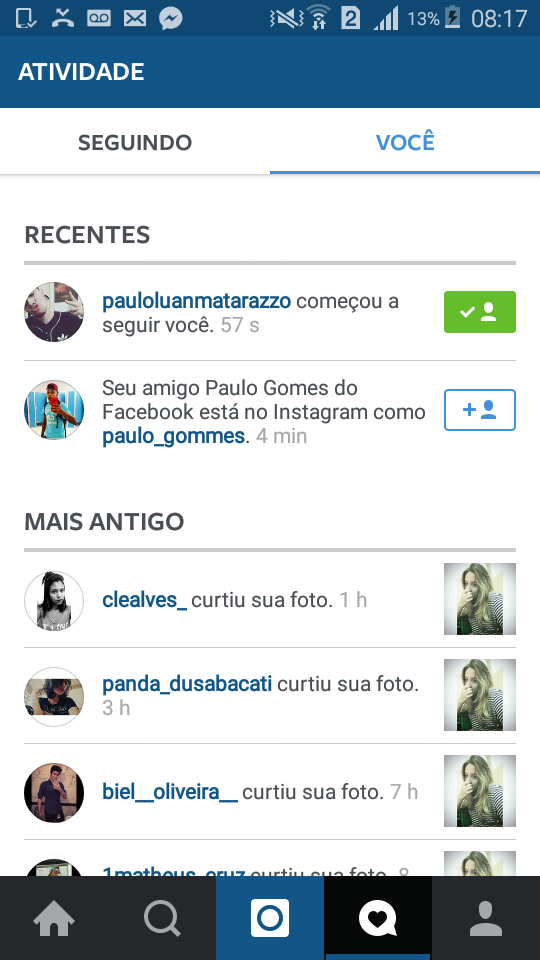 2 13% 08:17
ATIVIDADE
SEGUINDO VOCÊ
RECENTES
pauloluanmatarazzo começou a
seguir você. 57 s
Seu amigo Paulo Gomes do
Facebook está no Instagram como
paulo_gommes. 4 min
MAIS ANTIGO
clealves_ curtiu sua foto. 1 h
panda_dusabacati curtiu sua foto.
3 h
biel__oliveira__ curtiu sua foto. 7 h
1matheus_cruz curtiu sua foto. 8